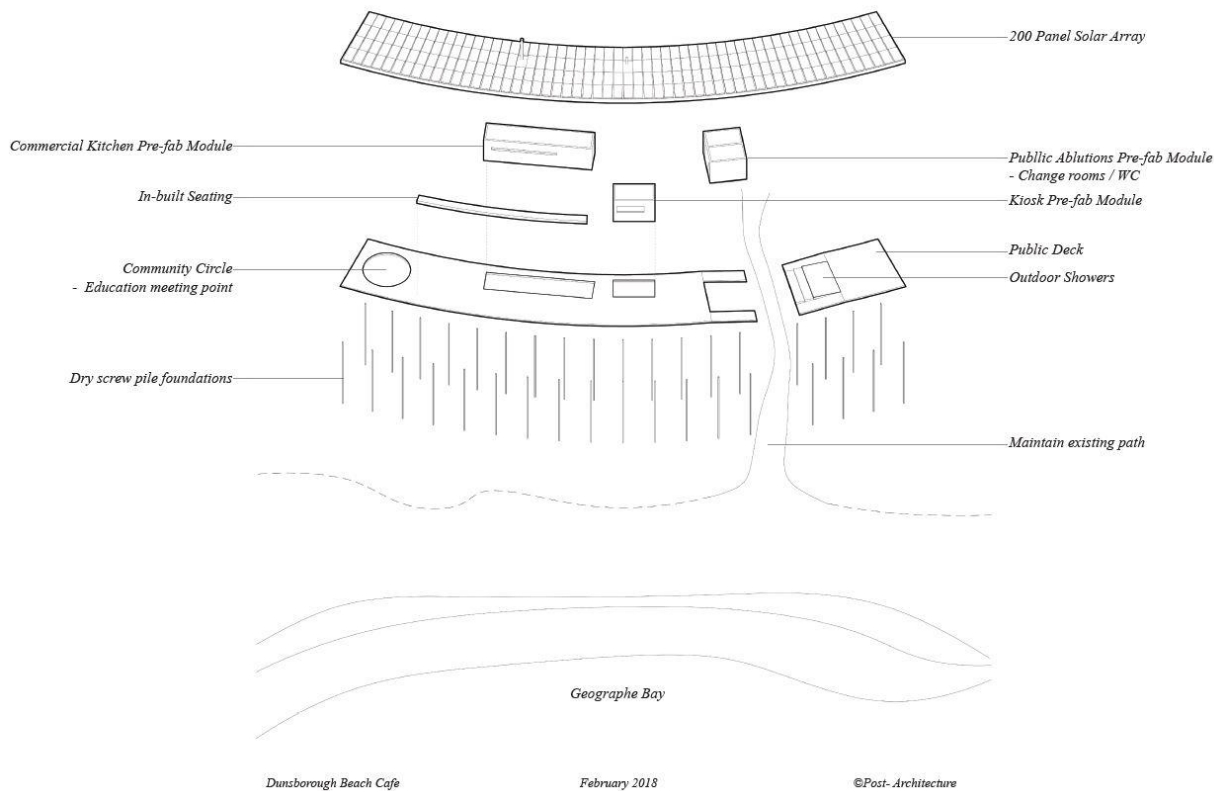 200 Panel Solar Array
Commercial Kitchen Pre-fab Module
Publlic Ablutions Pre-fab Module
- Change rooms / WC
In-built Seating
Kiosk Pre-fab Module
Public Deck
Community Circle
- Education meeting point
Outdoor Showers
Dry screw pile foundations
Maintain existing path
Geographe Bay
Dunsborough Beach Cafe
February 2018
©Post- Architecture